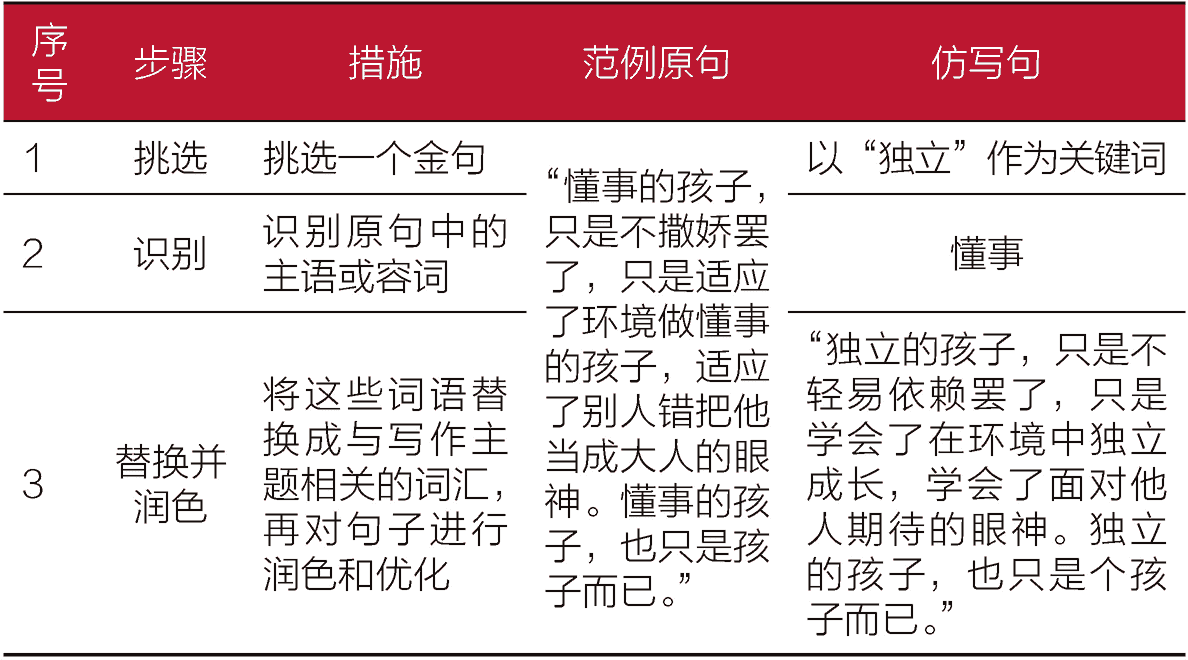 序号 步骤 措施 范例原句 仿写句
1 挑选 挑选一个金句
“懂事的孩子，
只是不撒娇罢
了，只是适应
了环境做懂事
的孩子，适应
了别人错把他
当成大人的眼
神。懂事的孩
子，也只是孩
子而已。”
以“独立”作为关键词
2 识别
识别原句中的
主语或容词
懂事
3
替换并
润色
将这些词语替
换成与写作主
题相关的词汇，
再对句子进行
润色和优化
“独立的孩子，只是不
轻易依赖罢了，只是
学会了在环境中独立
成长，学会了面对他
人期待的眼神。独立
的孩子，也只是个孩
子而已。”